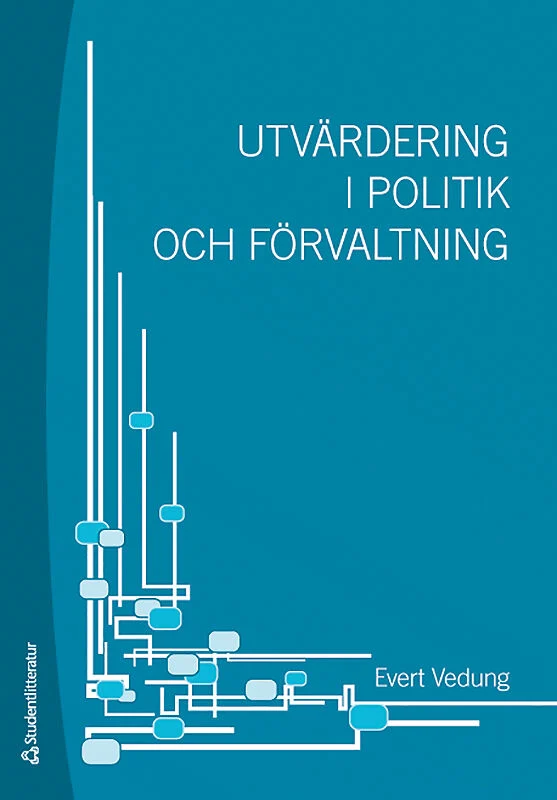 UTVÄRDERING
I POLITIK
OCH FÖRVALTNING
Evert Vedung
Studentlitteratur